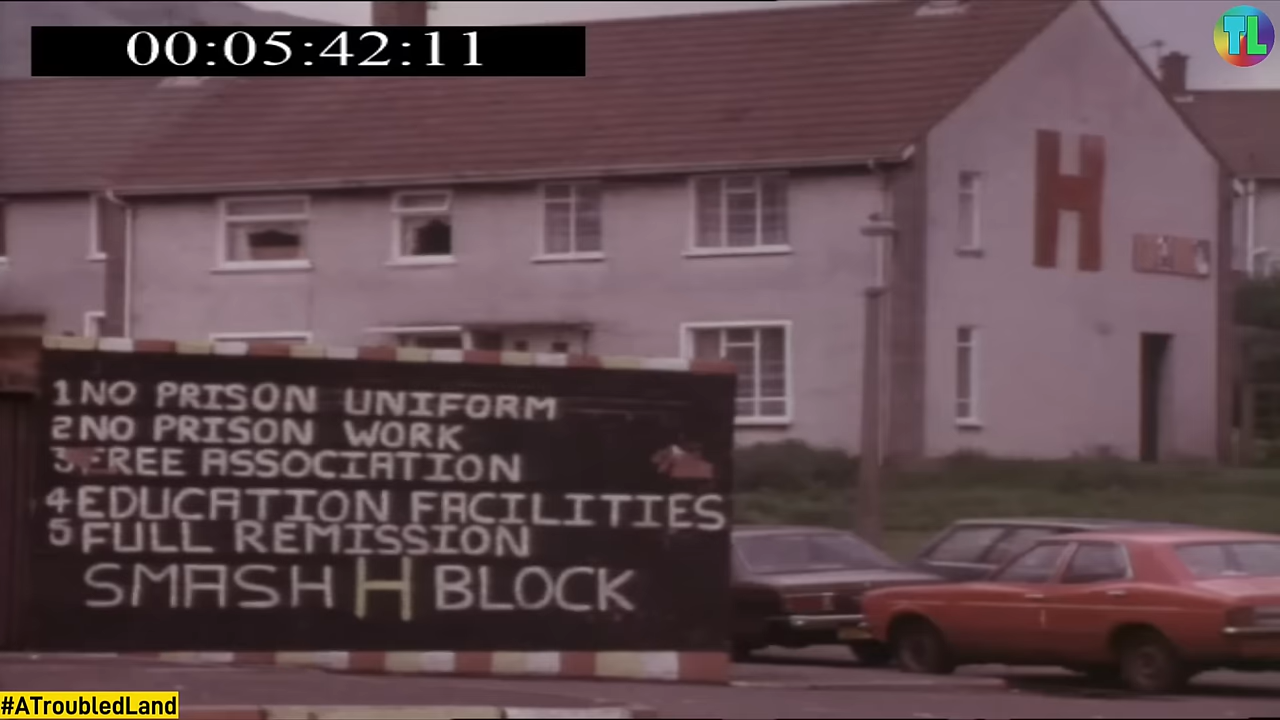 00:05:42:11
TL
H
1 NO PRISON UNIFORM
2 NO PRISON WORK
3 FREE ASSOCIATION
4 EDUCATION FACILITIES
5 FULL REMISSION
SMASH H BLOCK
#ATroubledLand